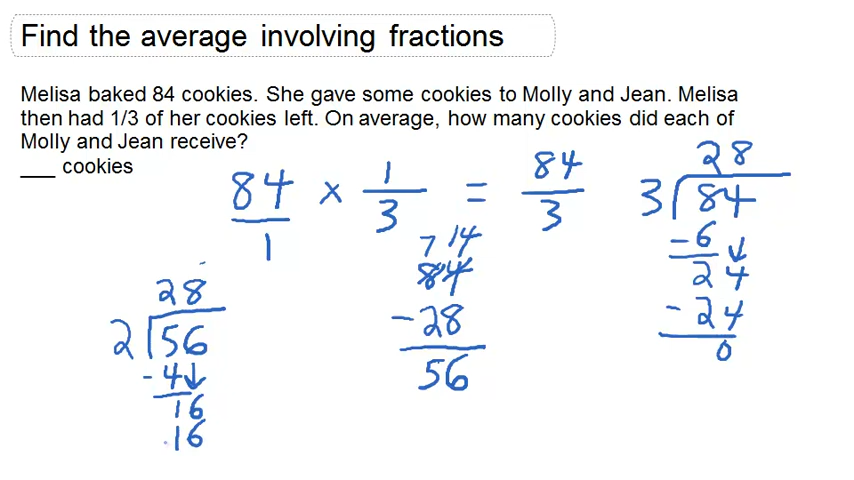 Find the average involving fractions
Melisa baked 84 cookies. She gave some cookies to Molly and Jean. Melisa
then had 1/3 of her cookies left. On average, how many cookies did each of
Molly and Jean receive?
___ cookies
84/1 × 1/3 = 84/3
28
3 84
-6↓
24
-24
0
7 14
84
-28
56
28
2 56
-4↓
16
16